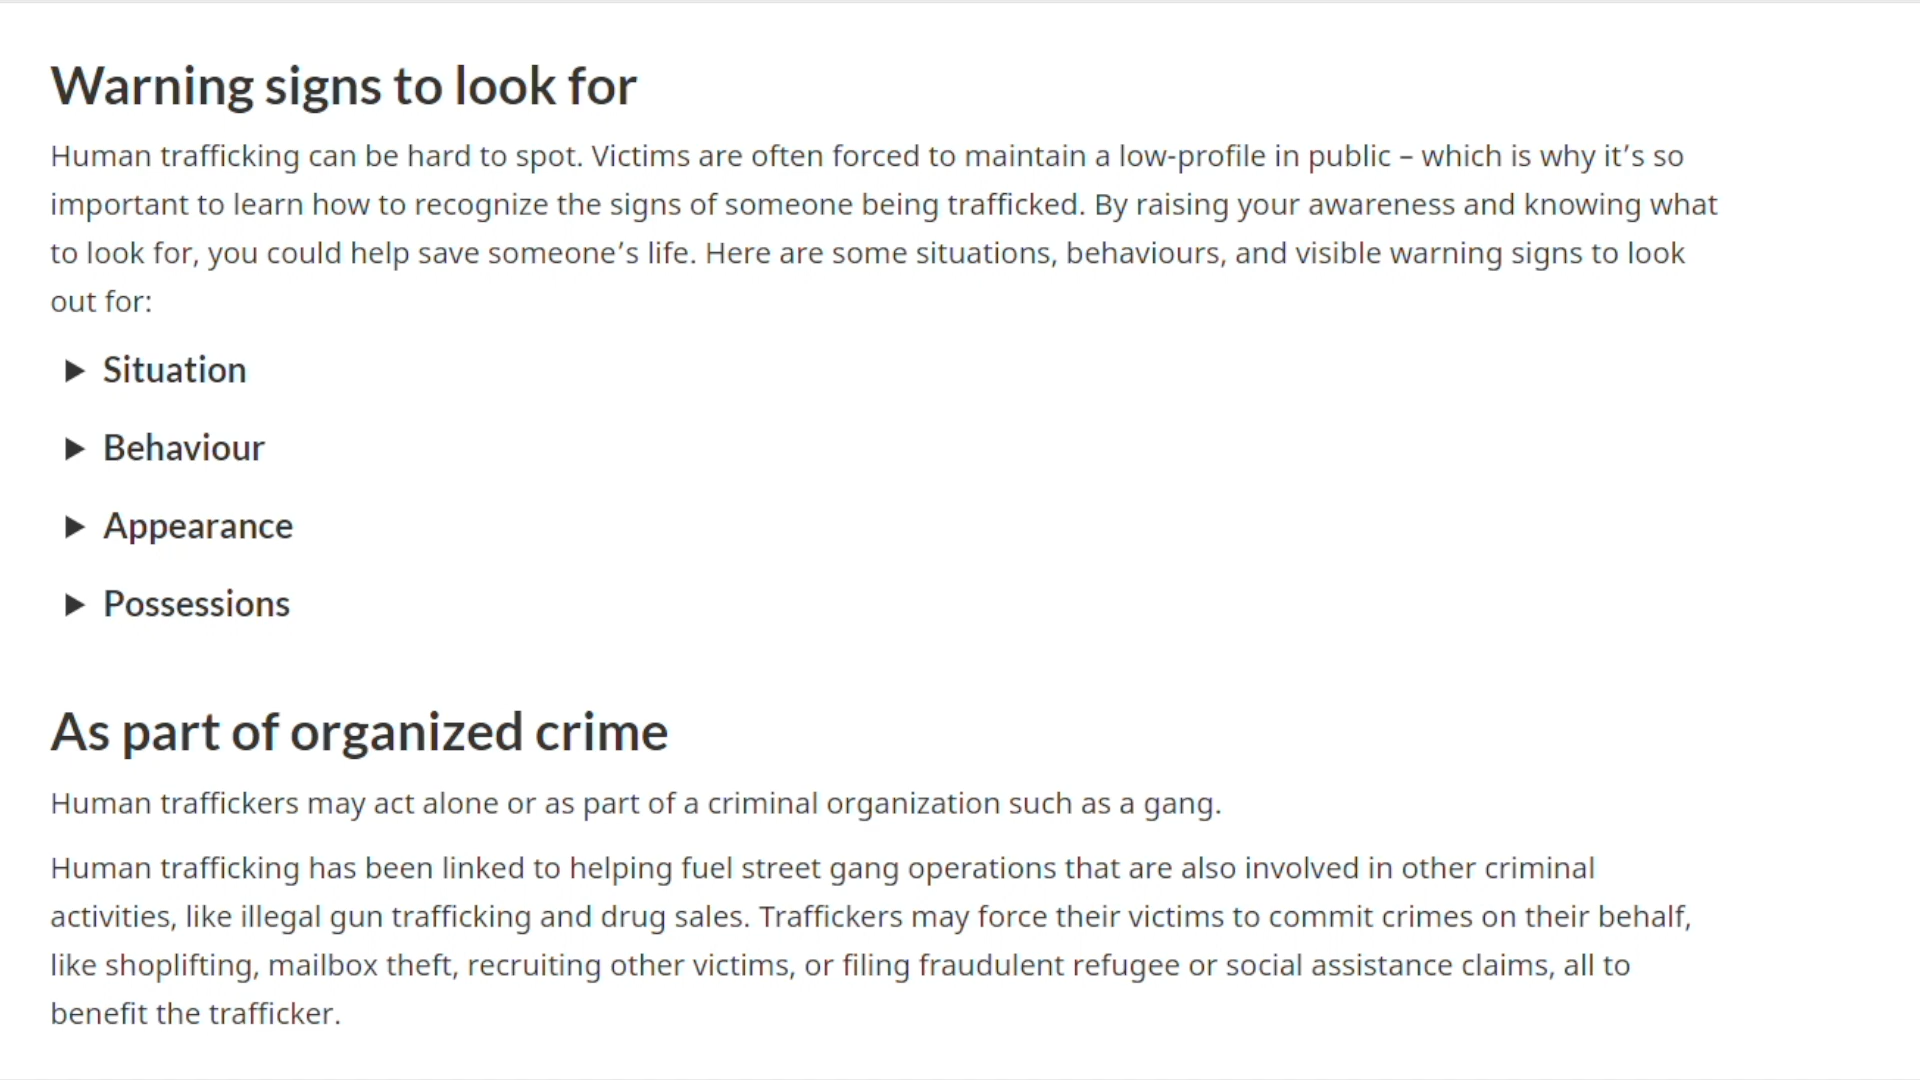 Warning signs to look for
Human trafficking can be hard to spot. Victims are often forced to maintain a low-profile in public – which is why it’s so
important to learn how to recognize the signs of someone being trafficked. By raising your awareness and knowing what
to look for, you could help save someone’s life. Here are some situations, behaviours, and visible warning signs to look
out for:
Situation
Behaviour
Appearance
Possessions
As part of organized crime
Human traffickers may act alone or as part of a criminal organization such as a gang.
Human trafficking has been linked to helping fuel street gang operations that are also involved in other criminal
activities, like illegal gun trafficking and drug sales. Traffickers may force their victims to commit crimes on their behalf,
like shoplifting, mailbox theft, recruiting other victims, or filing fraudulent refugee or social assistance claims, all to
benefit the trafficker.